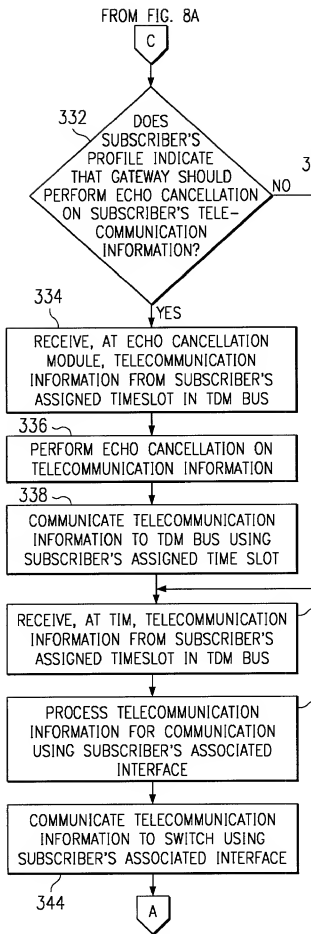 FROM FIG. 8A
C
332
DOES
SUBSCRIBER'S
PROFILE INDICATE
THAT GATEWAY SHOULD
PERFORM ECHO CANCELLATION
ON SUBSCRIBER'S TELE-
COMMUNICATION
INFORMATION?
3
NO
YES
334
RECEIVE, AT ECHO CANCELLATION
MODULE, TELECOMMUNICATION
INFORMATION FROM SUBSCRIBER'S
ASSIGNED TIMESLOT IN TDM BUS
336
PERFORM ECHO CANCELLATION ON
TELECOMMUNICATION INFORMATION
338
COMMUNICATE TELECOMMUNICATION
INFORMATION TO TDM BUS USING
SUBSCRIBER'S ASSIGNED TIME SLOT
RECEIVE, AT TIM, TELECOMMUNICATION
INFORMATION FROM SUBSCRIBER'S
ASSIGNED TIMESLOT IN TDM BUS
PROCESS TELECOMMUNICATION
INFORMATION FOR COMMUNICATION
USING SUBSCRIBER'S ASSOCIATED
INTERFACE
COMMUNICATE TELECOMMUNICATION
INFORMATION TO SWITCH USING
SUBSCRIBER'S ASSOCIATED INTERFACE
344
A